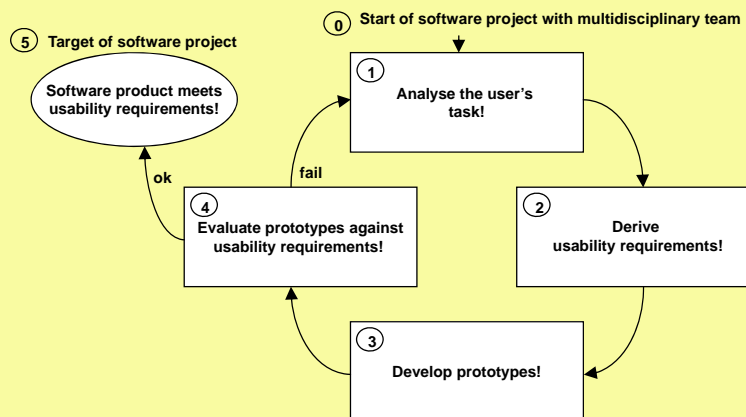 0 Start of software project with multidisciplinary team
5 Target of software project
Software product meets
usability requirements!
1
Analyse the user's
task!
fail
ok
2
Derive
usability requirements!
4
Evaluate prototypes against
usability requirements!
3
Develop prototypes!